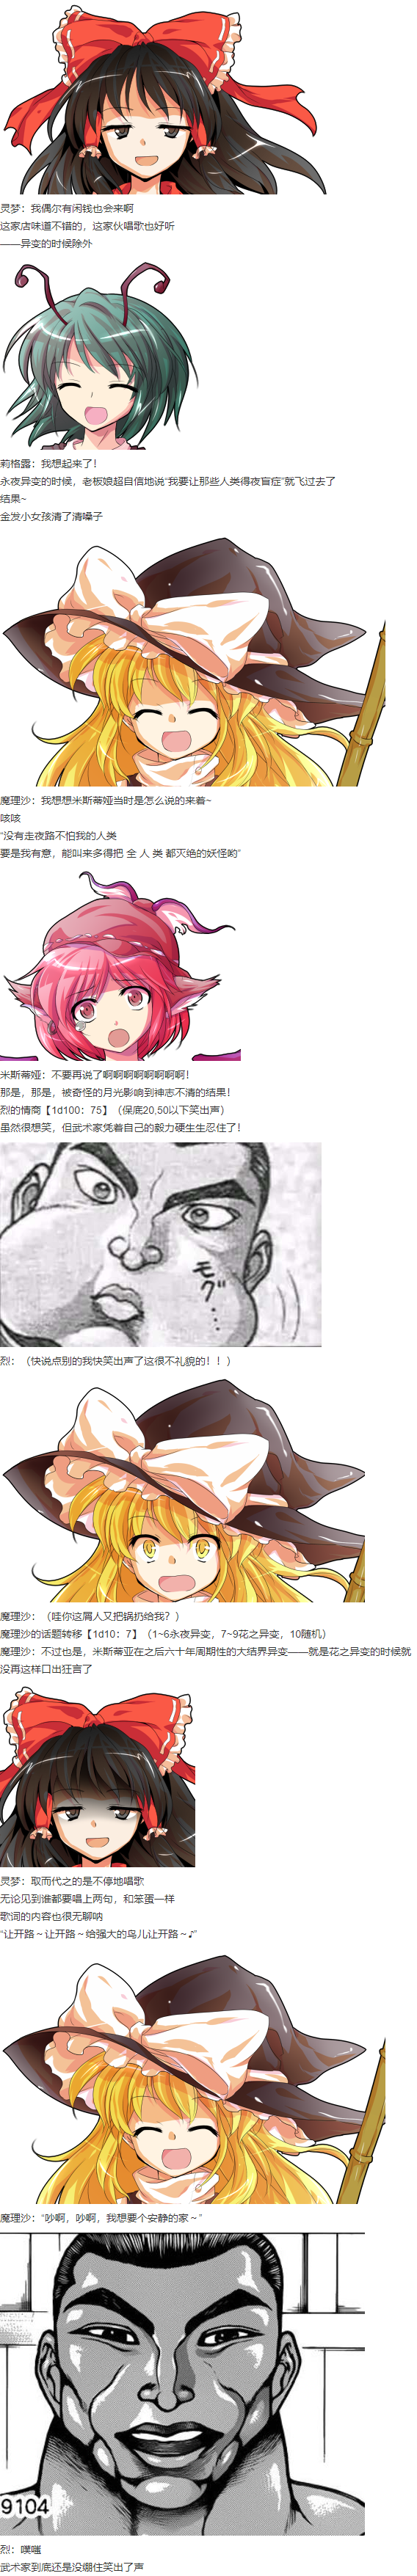 灵梦：我偶尔有闲钱也会来啊
这家店味道不错的，这家伙唱歌也好听
——异变的时候除外
莉格露：我想起来了！
永夜异变的时候，老板娘超自信地说“我要让那些人类得夜盲症”就飞过去了
结果~
金发小女孩清了清嗓子
魔理沙：我想想米斯蒂娅当时是怎么说的来着~
咳咳
“没有走夜路不怕我的人类
要是我有意，能叫来多得把 全 人 类 都灭绝的妖怪哟”
米斯蒂娅：不要再说了啊啊啊啊啊啊啊啊！
那是，那是，被奇怪的月光影响到神志不清的结果！
烈的情商【1d100：75】（保底20,50以下笑出声）
虽然很想笑，但武术家凭着自己的毅力硬生生忍住了！
モグ…
烈：（快说点别的我快笑出声了这很不礼貌的！！）
魔理沙：（哇你这屑人又把锅扔给我？）
魔理沙的话题转移【1d10：7】（1~6永夜异变，7~9花之异变，10随机）
魔理沙：不过也是，米斯蒂娅在之后六十年周期性的大结界异变——就是花之异变的时候就
没再这样口出狂言了
灵梦：取而代之的是不停地唱歌
无论见到谁都要唱上两句，和笨蛋一样
歌词的内容也很无聊呐
“让开路～让开路～给强大的鸟儿让开路～♪”
魔理沙：“吵啊，吵啊，我想要个安静的家～”
9104
烈：噗嗤
武术家到底还是没绷住笑出了声